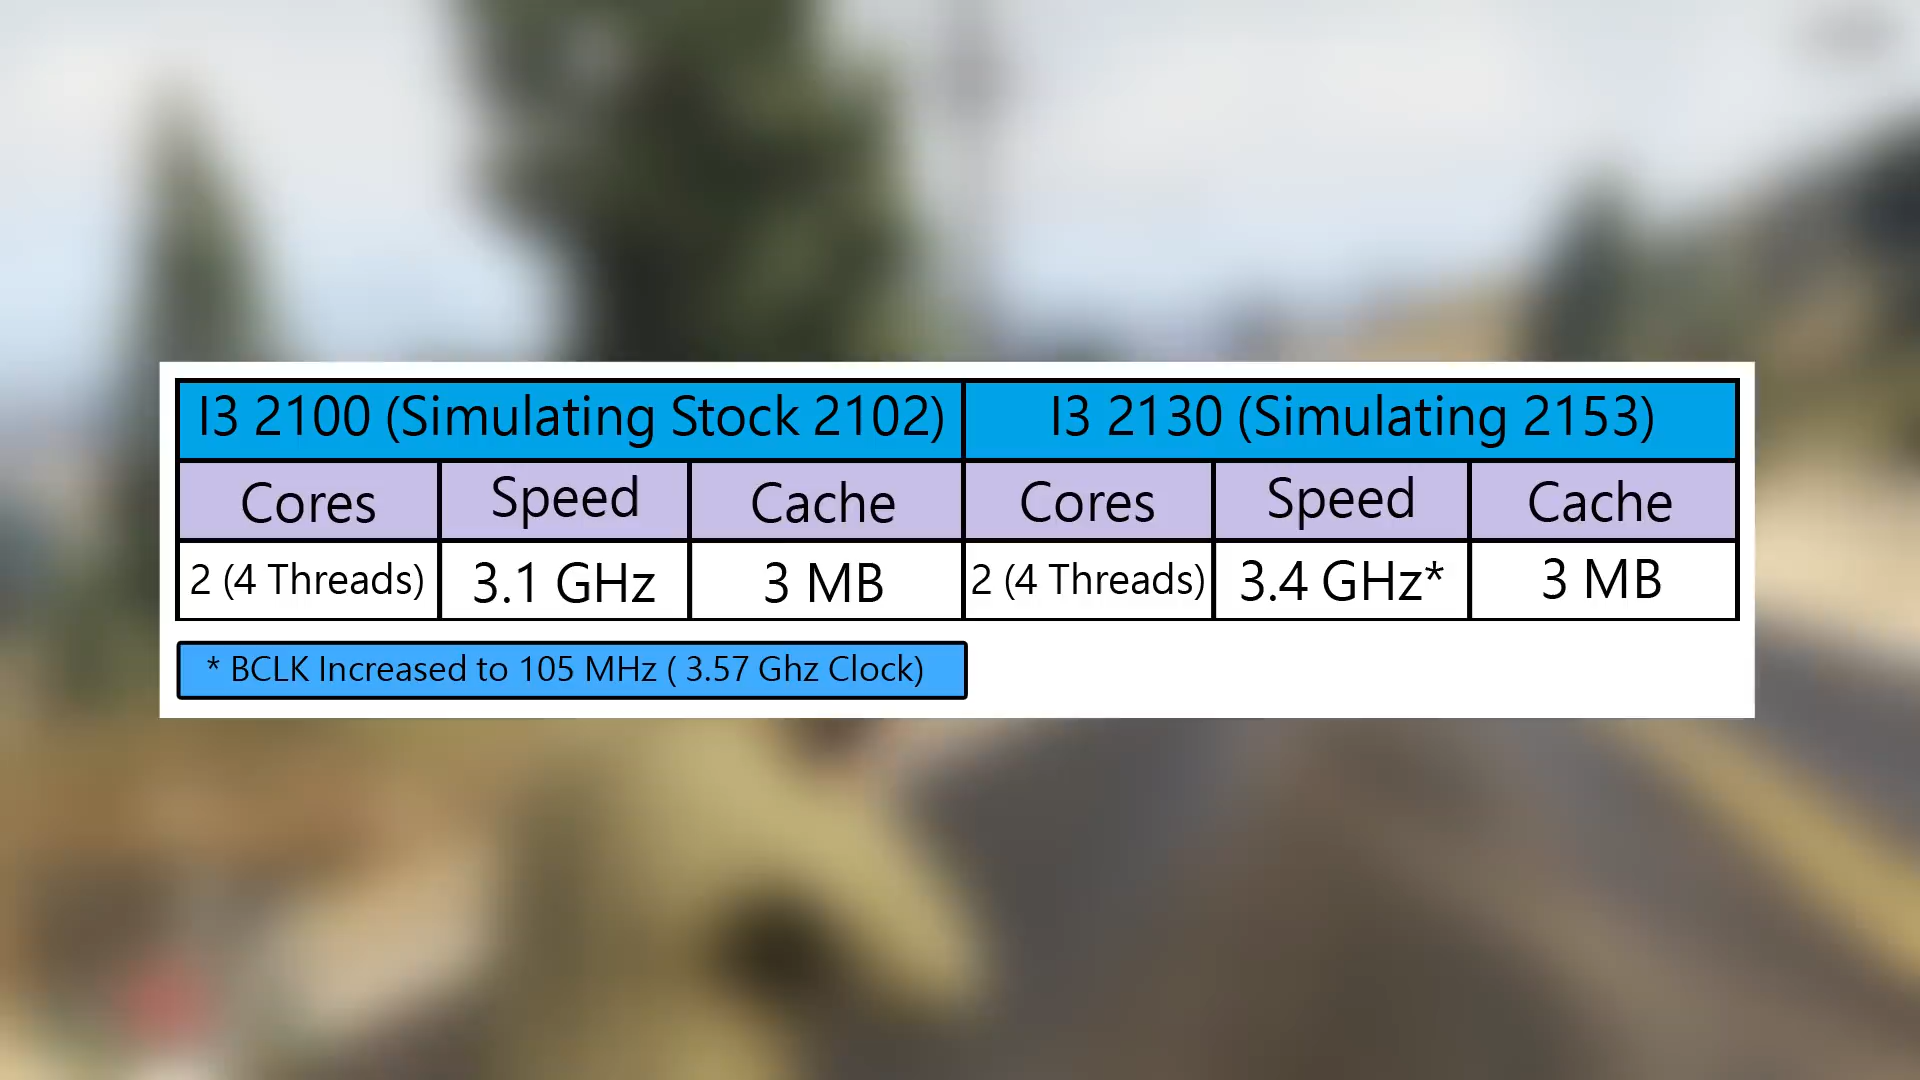 I3 2100 (Simulating Stock 2102) I3 2130 (Simulating 2153)
Cores Speed Cache Cores Speed Cache
2 (4 Threads) 3.1 GHz 3 MB 2 (4 Threads) 3.4 GHz* 3 MB
* BCLK Increased to 105 MHz ( 3.57 Ghz Clock)